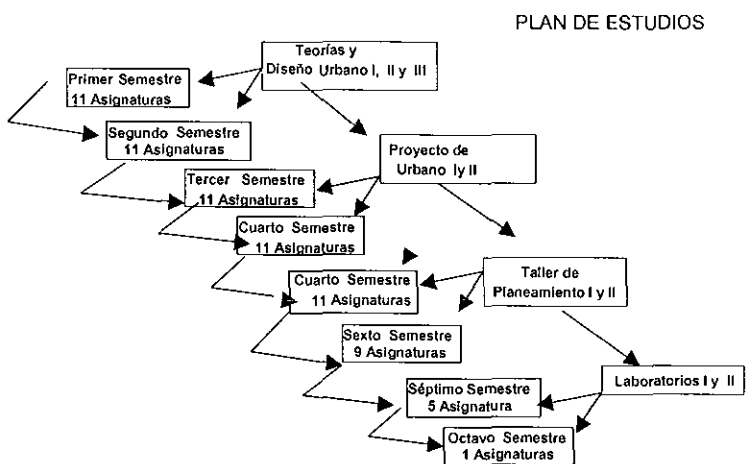 PLAN DE ESTUDIOS
Teorías y
Diseño Urbano I, II y III
Primer Semestre
11 Asignaturas
Segundo Semestre
11 Asignaturas
Proyecto de
Urbano Iy II
Tercer Semestre
11 Asignaturas
Cuarto Semestre
11 Asignaturas
Cuarto Semestre
11 Asignaturas
Taller de
Planeamiento I y II
Sexto Semestre
9 Asignaturas
Séptimo Semestre
5 Asignatura
Laboratorios I y II
Octavo Semestre
1 Asignaturas